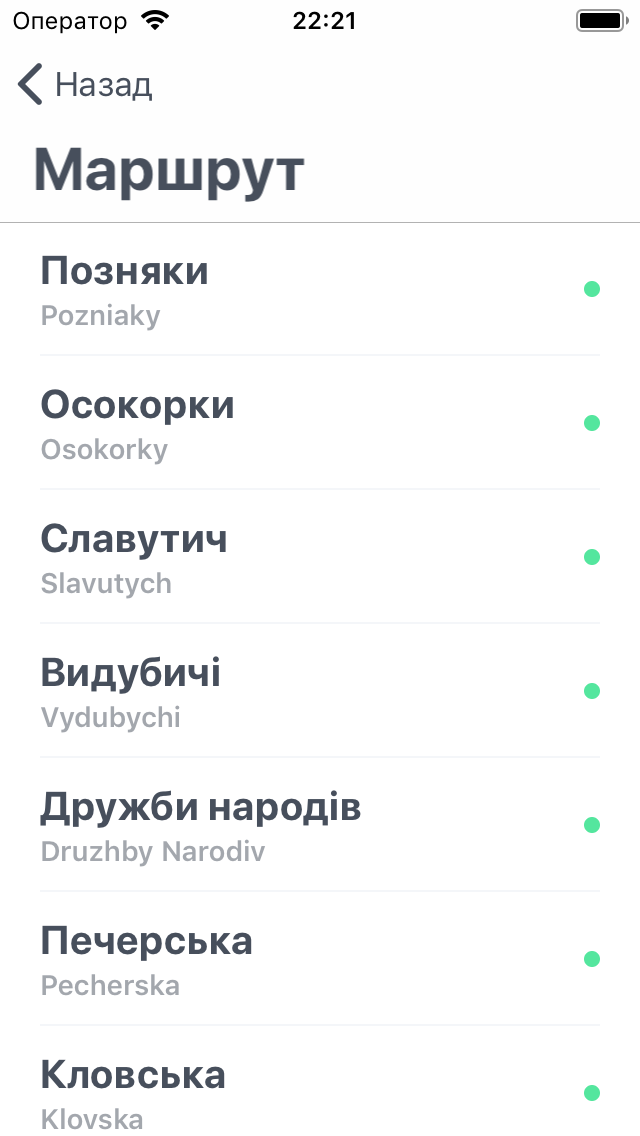 Оператор 22:21
Назад
Маршрут
Позняки
Pozniaky
Осокорки
Osokorky
Славутич
Slavutych
Видубичі
Vydubychi
Дружби народів
Druzhby Narodiv
Печерська
Pecherska
Кловська
Klovska